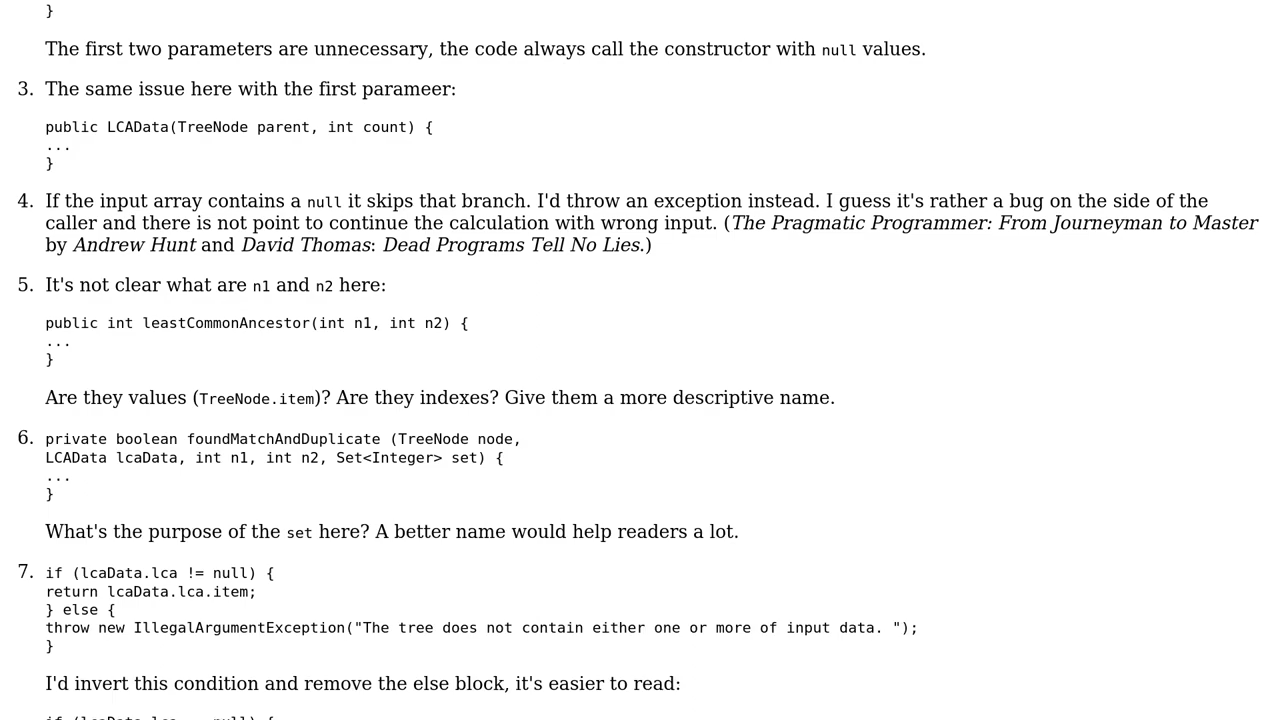 }
The first two parameters are unnecessary, the code always call the constructor with null values.
3. The same issue here with the first parameer:
public LCAData(TreeNode parent, int count) {
...
}
4. If the input array contains a null it skips that branch. I'd throw an exception instead. I guess it's rather a bug on the side of the
caller and there is not point to continue the calculation with wrong input. (The Pragmatic Programmer: From Journeyman to Master
by Andrew Hunt and David Thomas: Dead Programs Tell No Lies.)
5. It's not clear what are n1 and n2 here:
public int leastCommonAncestor(int n1, int n2) {
...
}
Are they values (TreeNode.item)? Are they indexes? Give them a more descriptive name.
6. private boolean foundMatchAndDuplicate (TreeNode node,
LCAData lcaData, int n1, int n2, Set<Integer> set) {
...
}
What's the purpose of the set here? A better name would help readers a lot.
7. if (lcaData.lca != null) {
return lcaData.lca.item;
} else {
throw new IllegalArgumentException("The tree does not contain either one or more of input data. ");
}
I'd invert this condition and remove the else block, it's easier to read: